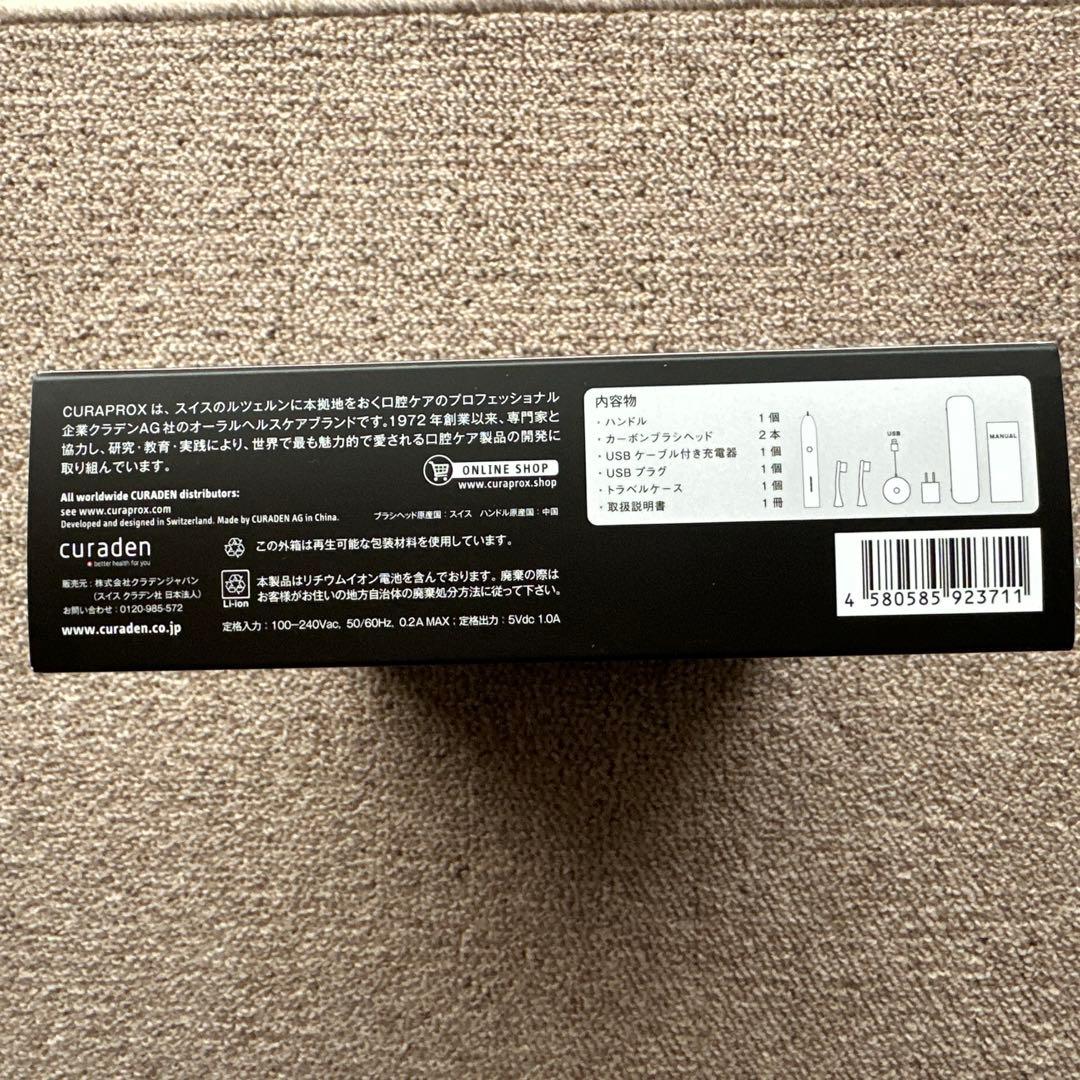 CURAPROX は、スイスのルツェルンに本拠地をおく口腔ケアのプロフェッショナル
企業クラデンAG 社のオーラルヘルスケアブランドです。1972 年創業以来、専門家と
協力し、研究・教育・実践により、世界で最も魅力的で愛される口腔ケア製品の開発に
取り組んでいます。
ONLINE SHOP
www.curaprox.shop
All worldwide CURADEN distributors:
see www.curaprox.com
Developed and designed in Switzerland. Made by CURADEN AG in China.
ブラシヘッド原産国：スイス ハンドル原産国：中国
curaden
better health for you
この外箱は再生可能な包装材料を使用しています。
販売元：株式会社クラデンジャパン
（スイス クラデン社 日本法人）
お問い合わせ：0120-985-572
www.curaden.co.jp
Li-ion
本製品はリチウムイオン電池を含んでおります。廃棄の際は
お客様がお住いの地方自治体の廃棄処分方法に従って下さい。
定格入力：100−240Vac, 50/60Hz, 0.2A MAX；定格出力：5Vdc 1.0A
内容物
・ハンドル 1 個
・カーボンブラシヘッド 2 本
・USB ケーブル付き充電器 1 個
・USB プラグ 1 個
・トラベルケース 1 個
・取扱説明書 1 冊
USB
MANUAL
4 580585 923711